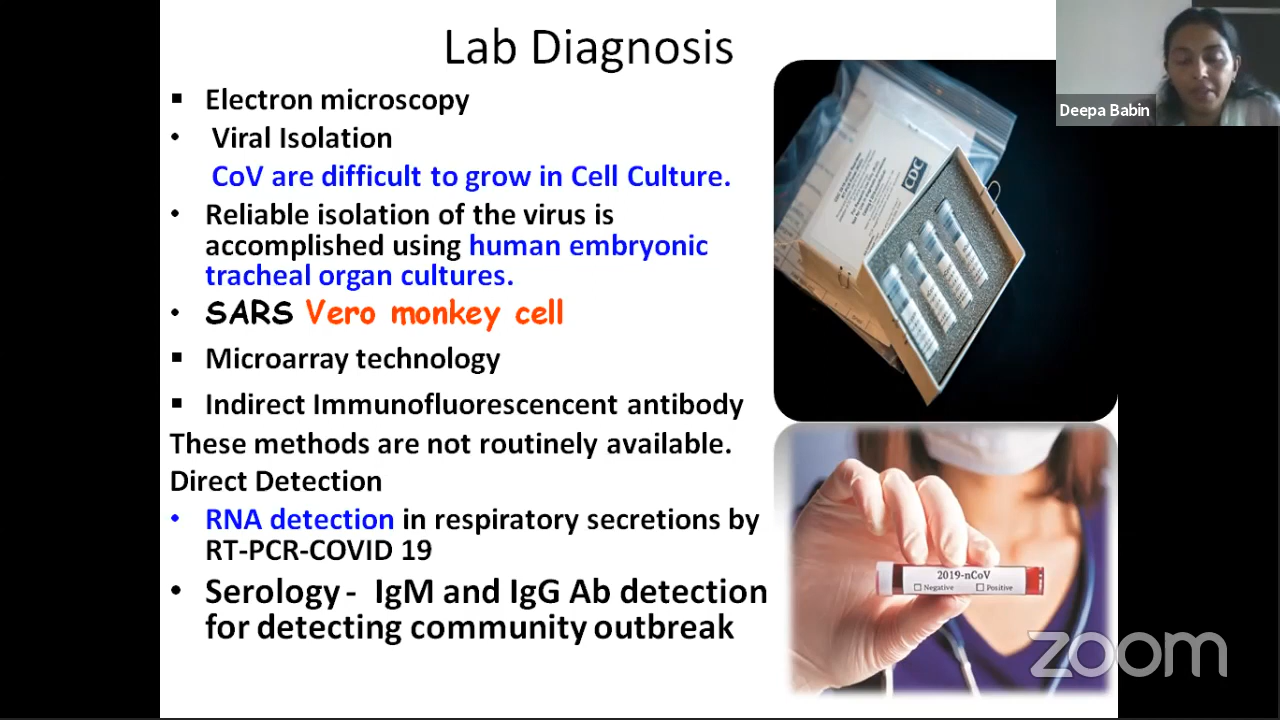 Lab Diagnosis
▪ Electron microscopy
• Viral Isolation
CoV are difficult to grow in Cell Culture.
• Reliable isolation of the virus is
accomplished using human embryonic
tracheal organ cultures.
• SARS Vero monkey cell
▪ Microarray technology
▪ Indirect Immunofluorescencent antibody
These methods are not routinely available.
Direct Detection
• RNA detection in respiratory secretions by
RT-PCR-COVID 19
• Serology - IgM and IgG Ab detection
for detecting community outbreak
Deepa Babin
CDC
2019-nCoV
Negative Positive
zoom